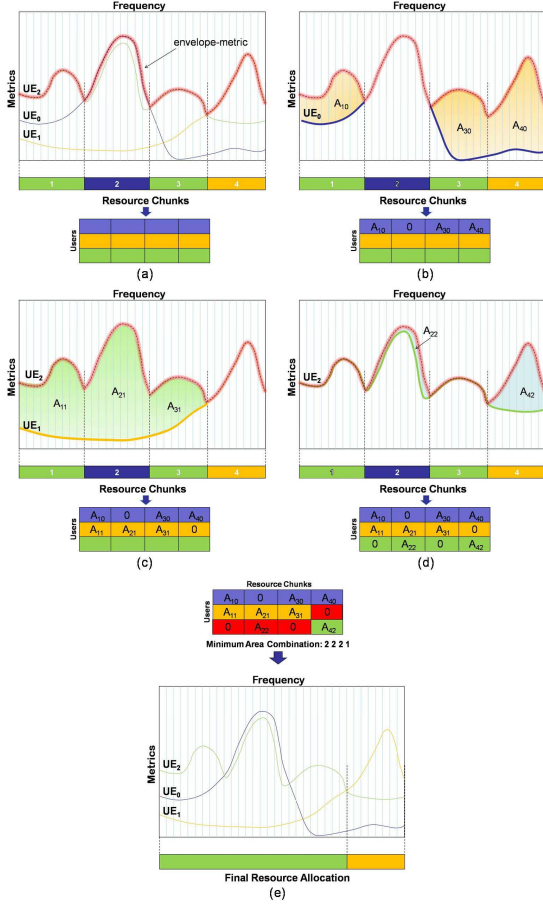 Frequency
Metrics
envelope-metric
UE2
UE0
UE1
1 2 3 4
Resource Chunks
Users
(a)
Frequency
Metrics
UE0
A10
A30
A40
1 2 3 4
Resource Chunks
Users
A10 0 A30 A40
(b)
Frequency
Metrics
UE2
UE1
A11
A21
A31
1 2 3 4
Resource Chunks
Users
A10 0 A30 A40
A11 A21 A31 0
(c)
Frequency
Metrics
UE2
A22
A42
2 3 4
Resource Chunks
Users
A10 0 A30 A40
A11 A21 A31 0
0 A22 0 A42
(d)
Resource Chunks
Users
A10 0 A30 A40
A11 A21 A31 0
0 A22 0 A42
Minimum Area Combination: 2 2 2 1
Frequency
Metrics
UE2
UE0
UE1
Final Resource Allocation
(e)